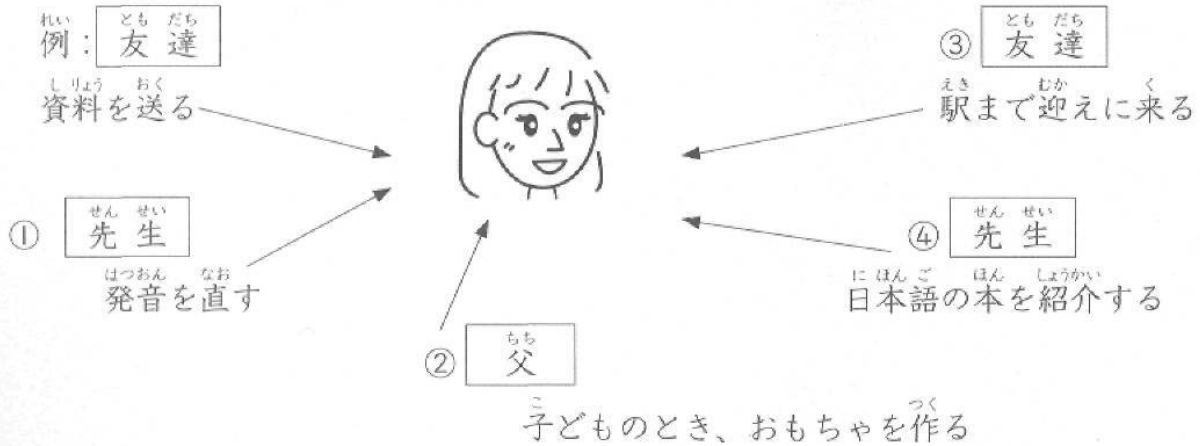 例：友達
資料を送る
① 先生
発音を直す
② 父
子どものとき、おもちゃを作る
③ 友達
駅まで迎えに来る
④ 先生
日本語の本を紹介する